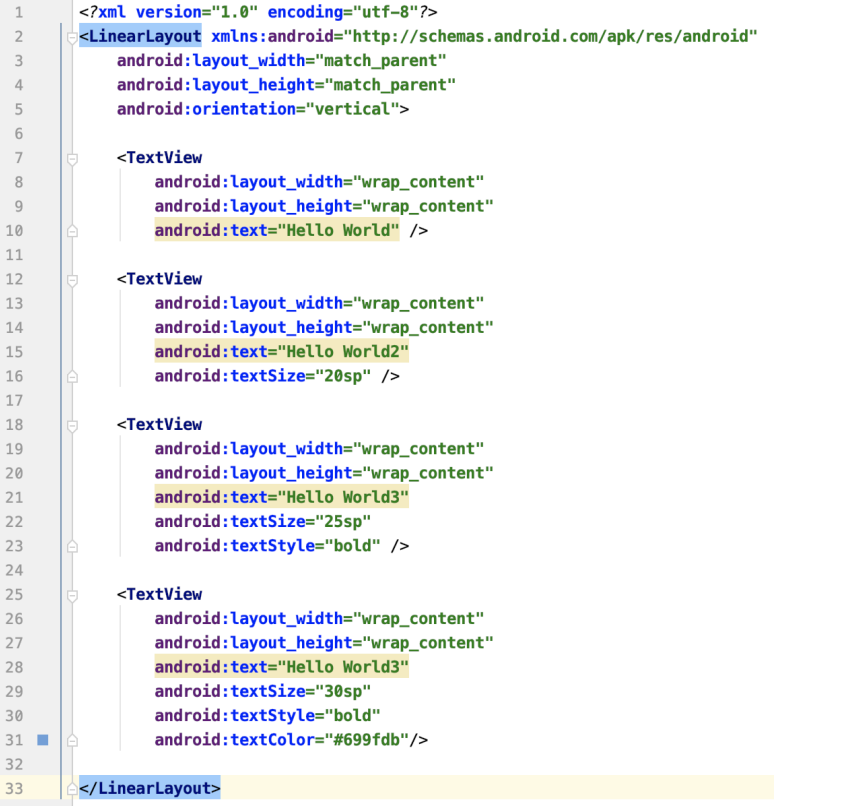 1 <?xml version="1.0" encoding="utf-8"?>
2 <LinearLayout xmlns:android="http://schemas.android.com/apk/res/android"
3     android:layout_width="match_parent"
4     android:layout_height="match_parent"
5     android:orientation="vertical">
6
7     <TextView
8         android:layout_width="wrap_content"
9         android:layout_height="wrap_content"
10         android:text="Hello World" />
11
12     <TextView
13         android:layout_width="wrap_content"
14         android:layout_height="wrap_content"
15         android:text="Hello World2"
16         android:textSize="20sp" />
17
18     <TextView
19         android:layout_width="wrap_content"
20         android:layout_height="wrap_content"
21         android:text="Hello World3"
22         android:textSize="25sp"
23         android:textStyle="bold" />
24
25     <TextView
26         android:layout_width="wrap_content"
27         android:layout_height="wrap_content"
28         android:text="Hello World3"
29         android:textSize="30sp"
30         android:textStyle="bold"
31         android:textColor="#699fdb"/>
32
33 </LinearLayout>